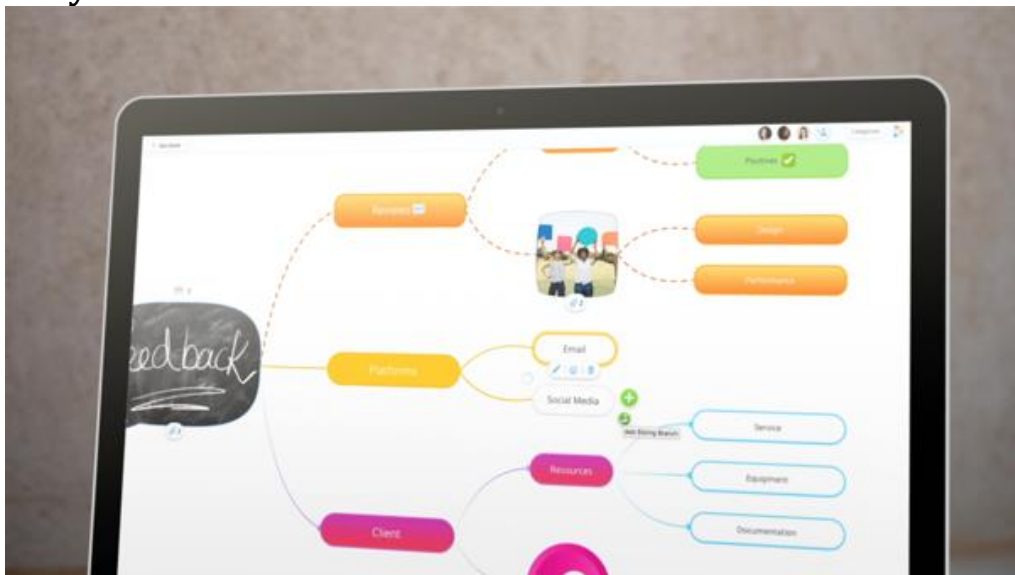 Positives ✅
Reviews
Design
Performance
eedback
Platforms
Email
Social Media
Add Sibling Branch
Service
Resources
Equipment
Client
Documentation